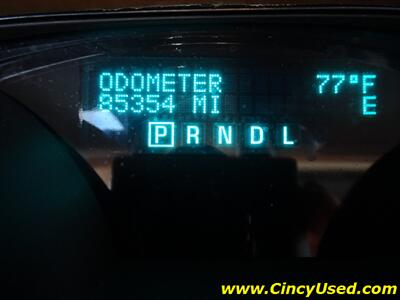 ODOMETER 77°F
85354 MI E
P R N D L
www.CincyUsed.com